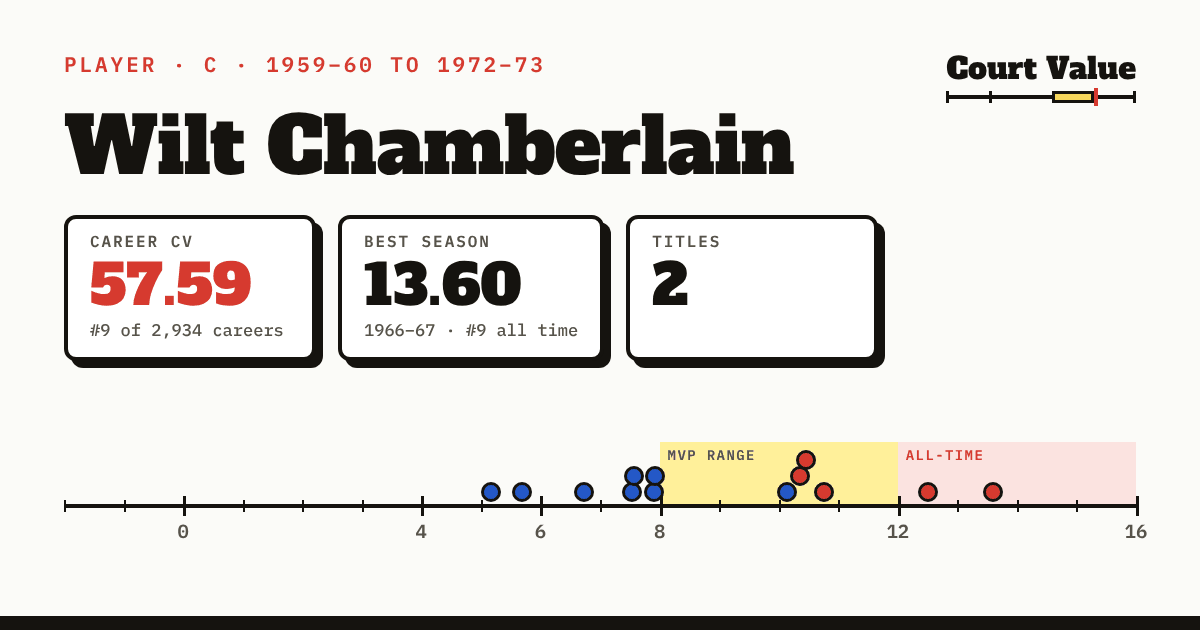 PLAYER · C · 1959–60 TO 1972–73
Court Value
Wilt Chamberlain
CAREER CV
57.59
#9 of 2,934 careers
BEST SEASON
13.60
1966–67 · #9 all time
TITLES
2
MVP RANGE
ALL-TIME
0 4 6 8 12 16